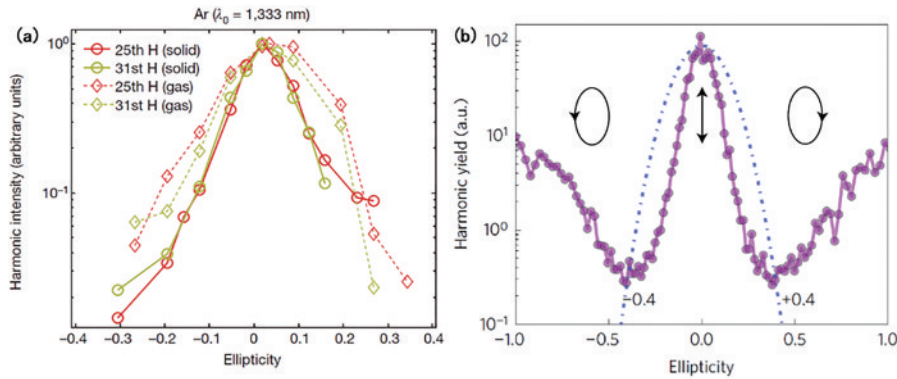 Ar (λ₀ = 1,333 nm)
(a)
25th H (solid)
31st H (solid)
25th H (gas)
31st H (gas)
Harmonic intensity (arbitrary units)
10⁰
10⁻¹
−0.4 −0.3 −0.2 −0.1 0 0.1 0.2 0.3 0.4
Ellipticity
(b)
Harmonic yield (a.u.)
10²
10¹
10⁰
10⁻¹
−0.4 +0.4
−1.0 −0.5 0.0 0.5 1.0
Ellipticity